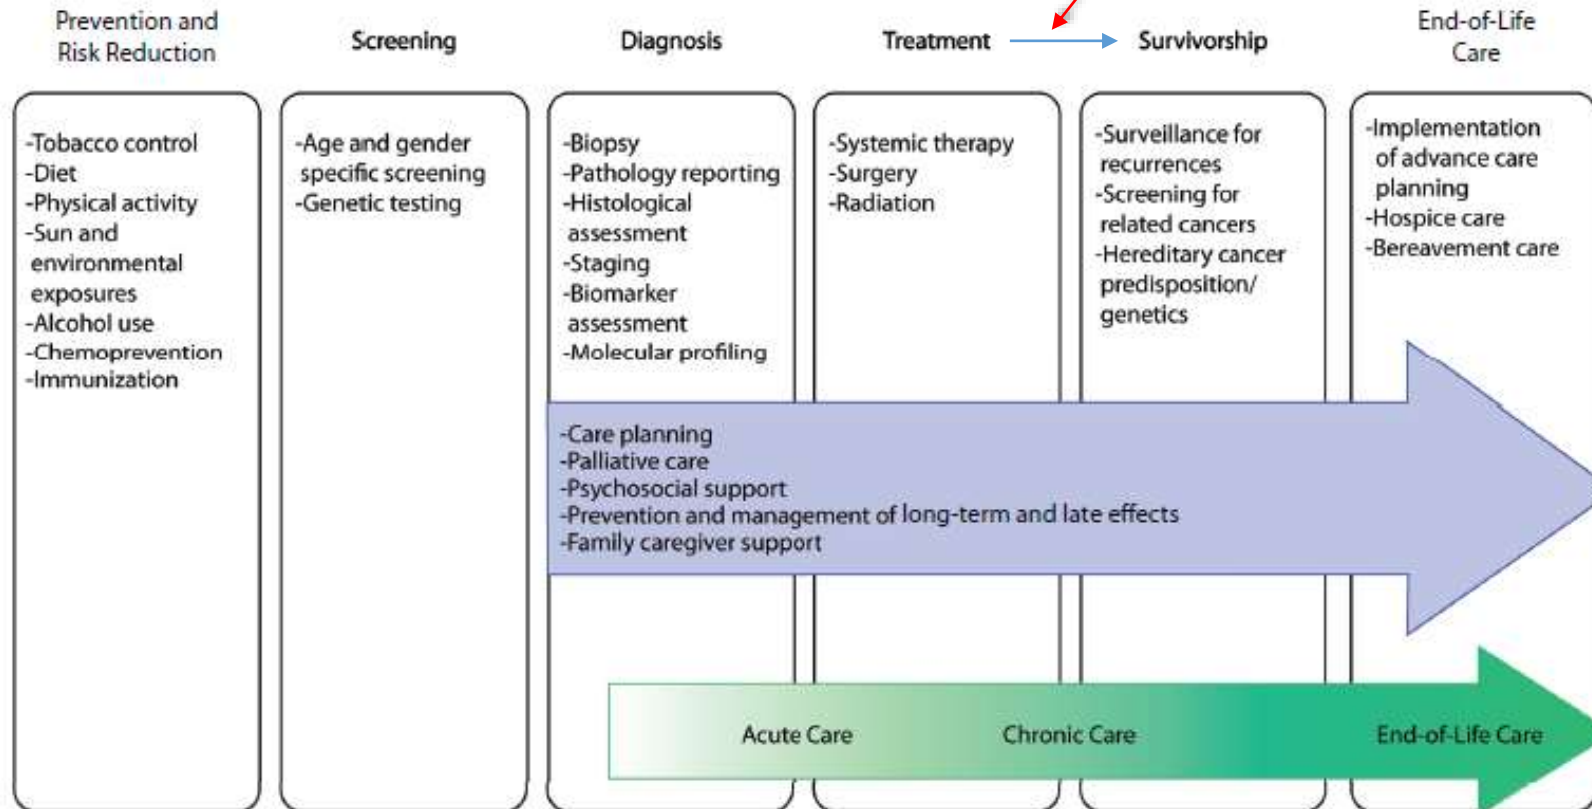 Prevention and
Risk Reduction
Screening
Diagnosis
Treatment
Survivorship
End-of-Life
Care
-Tobacco control
-Diet
-Physical activity
-Sun and
environmental
exposures
-Alcohol use
-Chemoprevention
-Immunization
-Age and gender
specific screening
-Genetic testing
-Biopsy
-Pathology reporting
-Histological
assessment
-Staging
-Biomarker
assessment
-Molecular profiling
-Systemic therapy
-Surgery
-Radiation
-Surveillance for
recurrences
-Screening for
related cancers
-Hereditary cancer
predisposition/
genetics
-Implementation
of advance care
planning
-Hospice care
-Bereavement care
-Care planning
-Palliative care
-Psychosocial support
-Prevention and management of long-term and late effects
-Family caregiver support
Acute Care
Chronic Care
End-of-Life Care